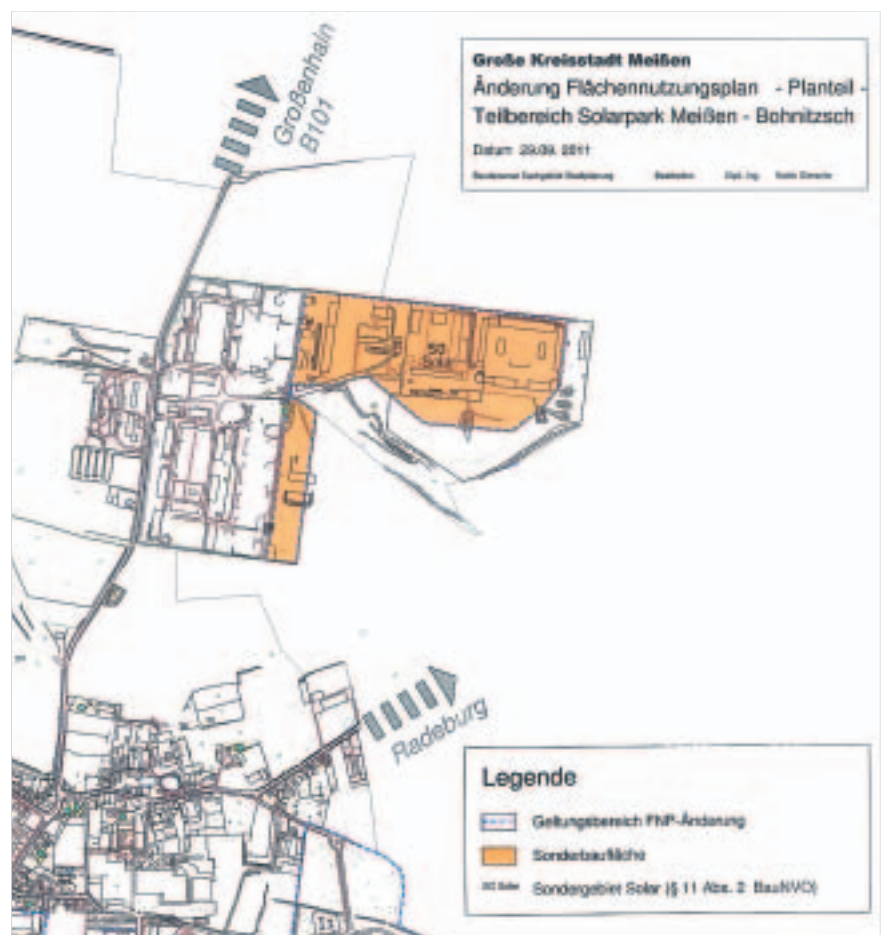 Große Kreisstadt Meißen
Änderung Flächennutzungsplan - Planteil -
Teilbereich Solarpark Meißen - Bohnitzsch
Datum 29.09. 2011
Großenhain
B101
SO
Solar
Radeburg
Legende
Geltungsbereich FNP-Änderung
Sonderbaufläche
SO Solar Sondergebiet Solar (§ 11 Abs. 2 BauNVO)